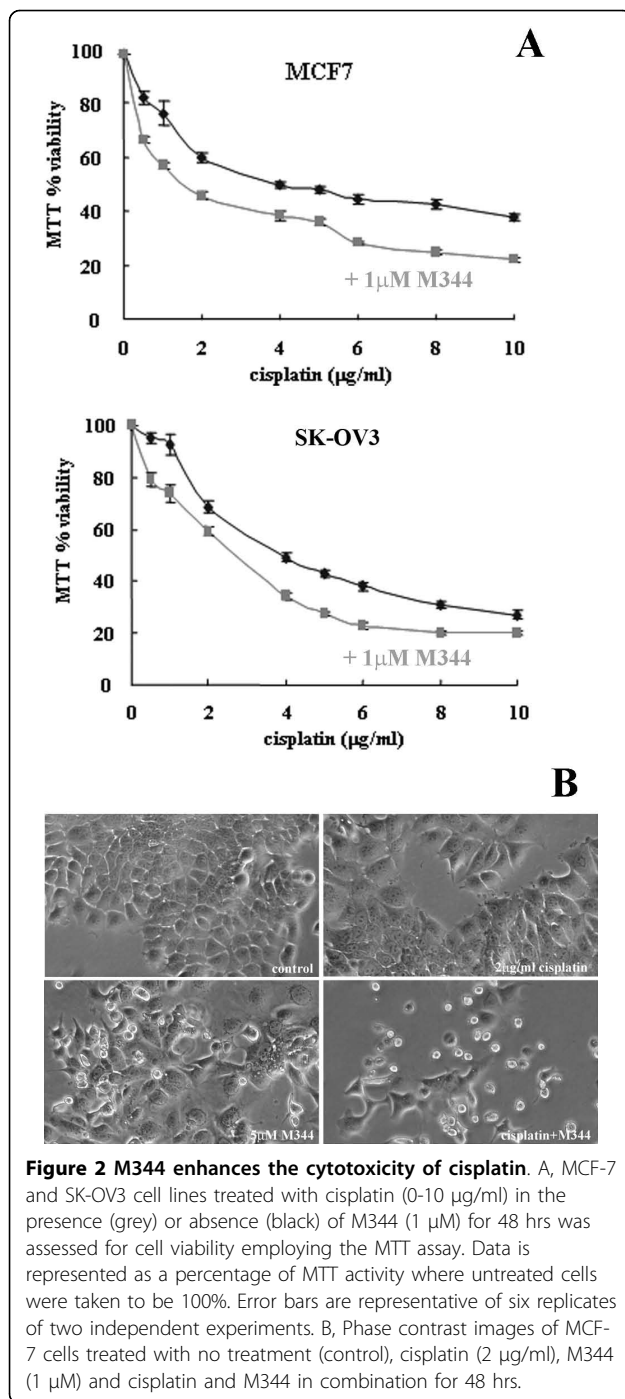 A
MCF7
MTT % viability
100
80
60
40
20
0
+ 1µM M344
0 2 4 6 8 10
cisplatin (µg/ml)
SK-OV3
MTT % viability
100
80
60
40
20
0
+ 1µM M344
0 2 4 6 8 10
cisplatin (µg/ml)
B
control
2µg/ml cisplatin
5µM M344
cisplatin+M344
Figure 2 M344 enhances the cytotoxicity of cisplatin. A, MCF-7
and SK-OV3 cell lines treated with cisplatin (0-10 µg/ml) in the
presence (grey) or absence (black) of M344 (1 µM) for 48 hrs was
assessed for cell viability employing the MTT assay. Data is
represented as a percentage of MTT activity where untreated cells
were taken to be 100%. Error bars are representative of six replicates
of two independent experiments. B, Phase contrast images of MCF-
7 cells treated with no treatment (control), cisplatin (2 µg/ml), M344
(1 µM) and cisplatin and M344 in combination for 48 hrs.